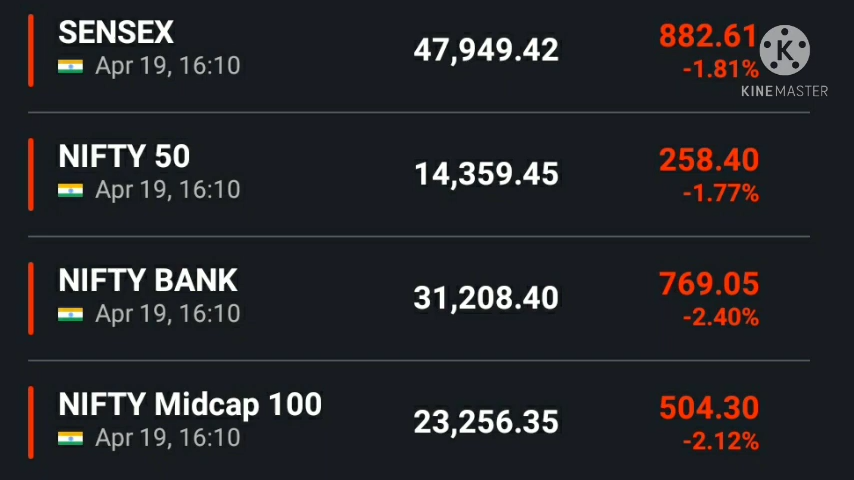 SENSEX
47,949.42
882.61
Apr 19, 16:10
-1.81%
KINEMASTER
NIFTY 50
14,359.45
258.40
Apr 19, 16:10
-1.77%
NIFTY BANK
31,208.40
769.05
Apr 19, 16:10
-2.40%
NIFTY Midcap 100
23,256.35
504.30
Apr 19, 16:10
-2.12%
K